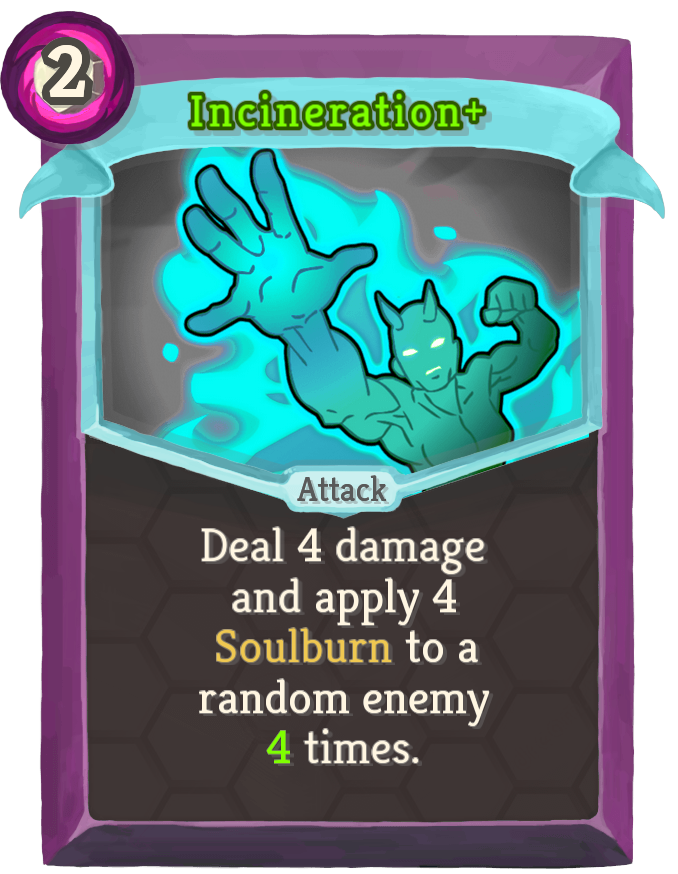 2
Incineration+
Attack
Deal 4 damage
and apply 4
Soulburn to a
random enemy
4 times.